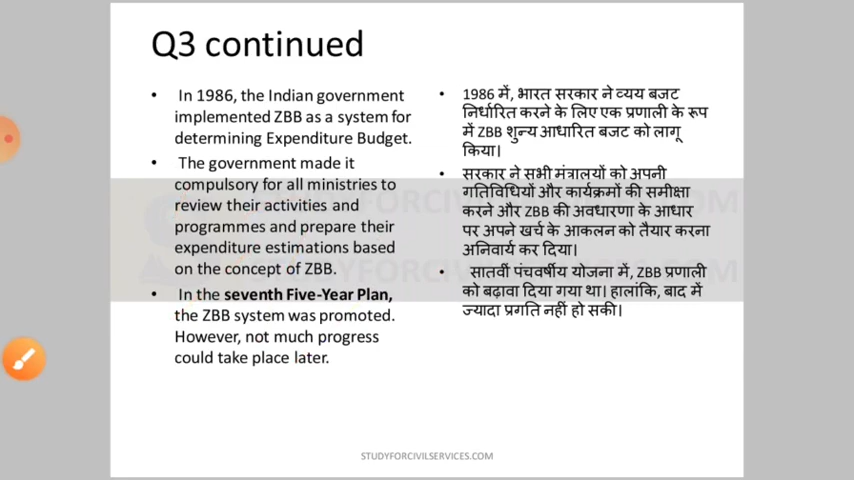 Q3 continued
• In 1986, the Indian government
implemented ZBB as a system for
determining Expenditure Budget.
• The government made it
compulsory for all ministries to
review their activities and
programmes and prepare their
expenditure estimations based
on the concept of ZBB.
• In the seventh Five-Year Plan,
the ZBB system was promoted.
However, not much progress
could take place later.
• 1986 में, भारत सरकार ने व्यय बजट
निर्धारित करने के लिए एक प्रणाली के रूप
में ZBB शुन्य आधारित बजट को लागू
किया।
• सरकार ने सभी मंत्रालयों को अपनी
गतिविधियों और कार्यक्रमों की समीक्षा
करने और ZBB की अवधारणा के आधार
पर अपने खर्च के आकलन को तैयार करना
अनिवार्य कर दिया।
• सातवीं पंचवर्षीय योजना में, ZBB प्रणाली
को बढ़ावा दिया गया था। हालांकि, बाद में
ज्यादा प्रगति नहीं हो सकी।
STUDYFORCIVILSERVICES.COM